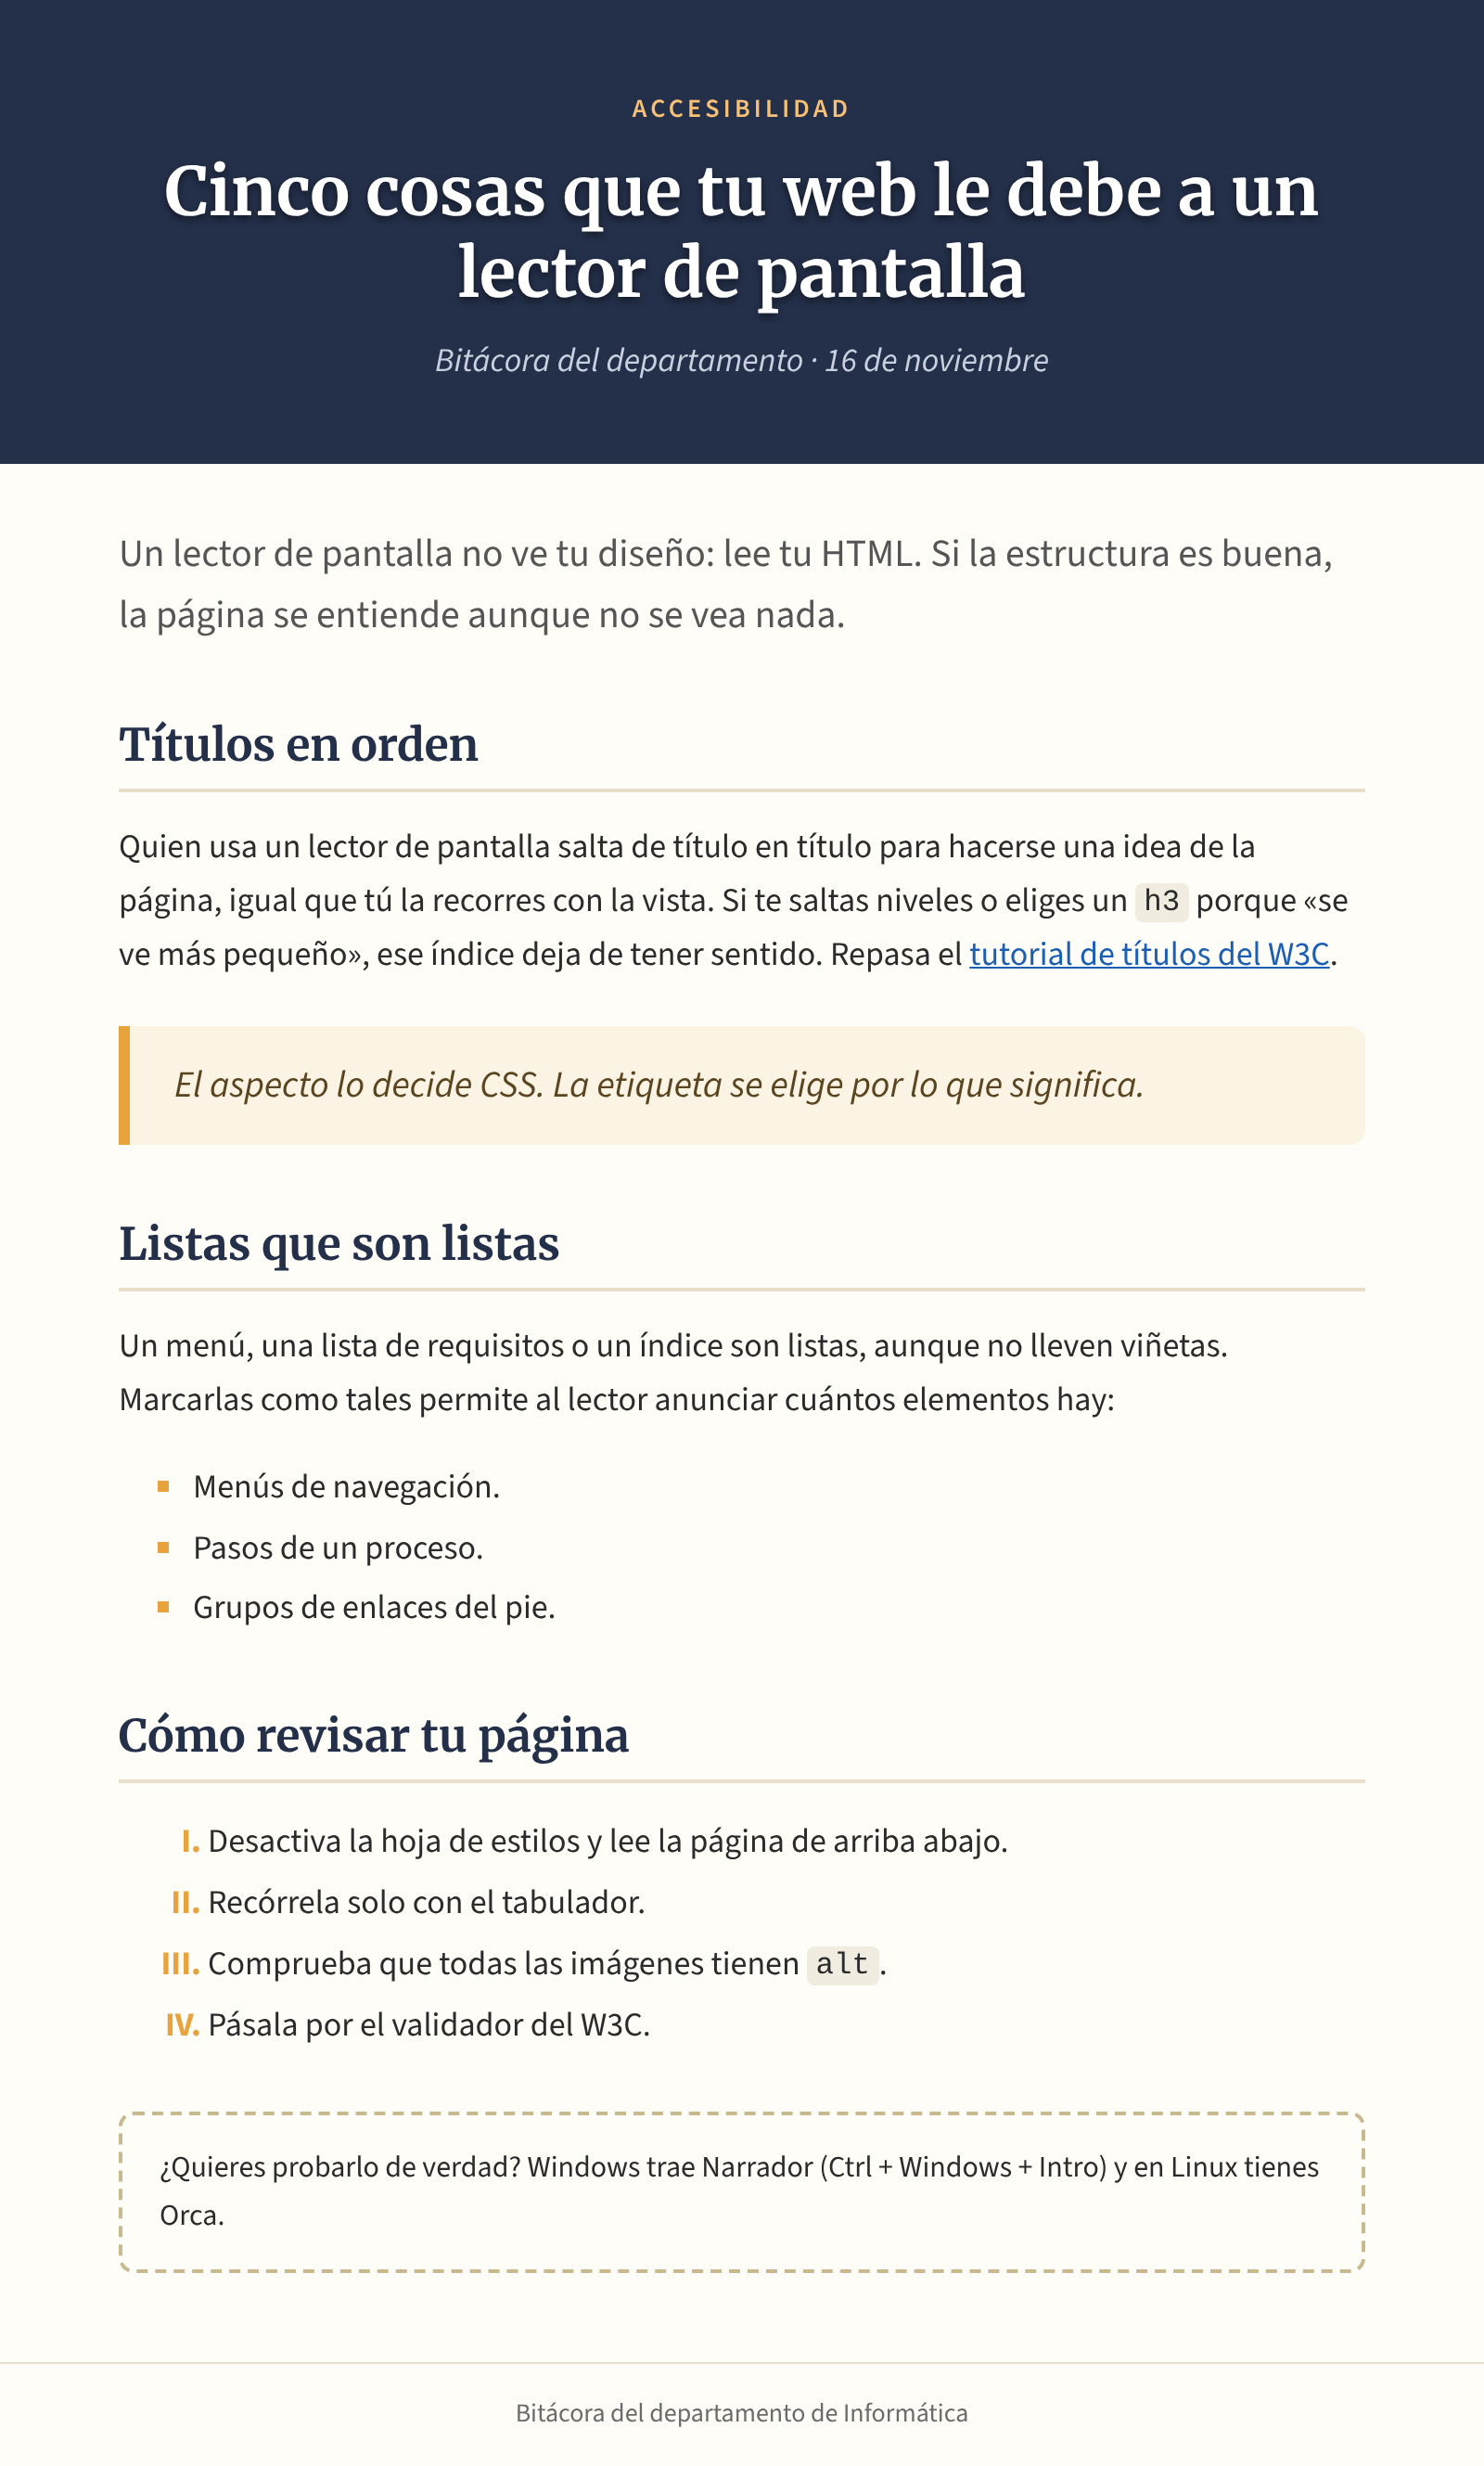 ACCESIBILIDAD
Cinco cosas que tu web le debe a un
lector de pantalla
Bitácora del departamento · 16 de noviembre
Un lector de pantalla no ve tu diseño: lee tu HTML. Si la estructura es buena,
la página se entiende aunque no se vea nada.
Títulos en orden
Quien usa un lector de pantalla salta de título en título para hacerse una idea de la
página, igual que tú la recorres con la vista. Si te saltas niveles o eliges un h3 porque «se
ve más pequeño», ese índice deja de tener sentido. Repasa el tutorial de títulos del W3C.
El aspecto lo decide CSS. La etiqueta se elige por lo que significa.
Listas que son listas
Un menú, una lista de requisitos o un índice son listas, aunque no lleven viñetas.
Marcarlas como tales permite al lector anunciar cuántos elementos hay:
Menús de navegación.
Pasos de un proceso.
Grupos de enlaces del pie.
Cómo revisar tu página
I. Desactiva la hoja de estilos y lee la página de arriba abajo.
II. Recórrela solo con el tabulador.
III. Comprueba que todas las imágenes tienen alt.
IV. Pásala por el validador del W3C.
¿Quieres probarlo de verdad? Windows trae Narrador (Ctrl + Windows + Intro) y en Linux tienes
Orca.
Bitácora del departamento de Informática